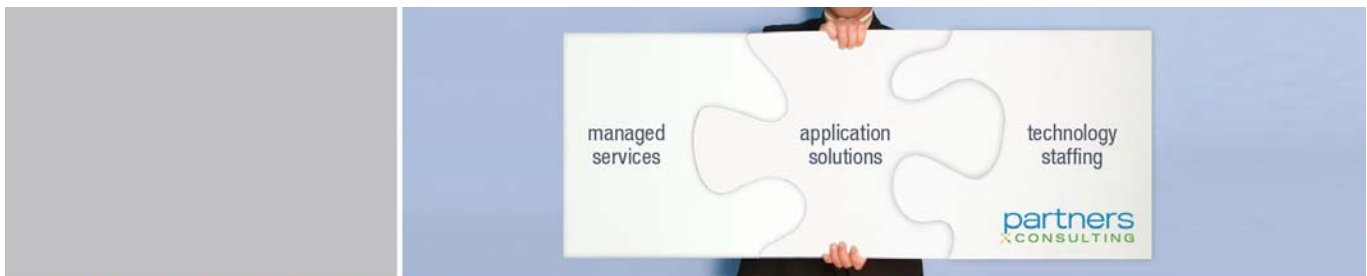 managed
services
application
solutions
technology
staffing
partners
CONSULTING